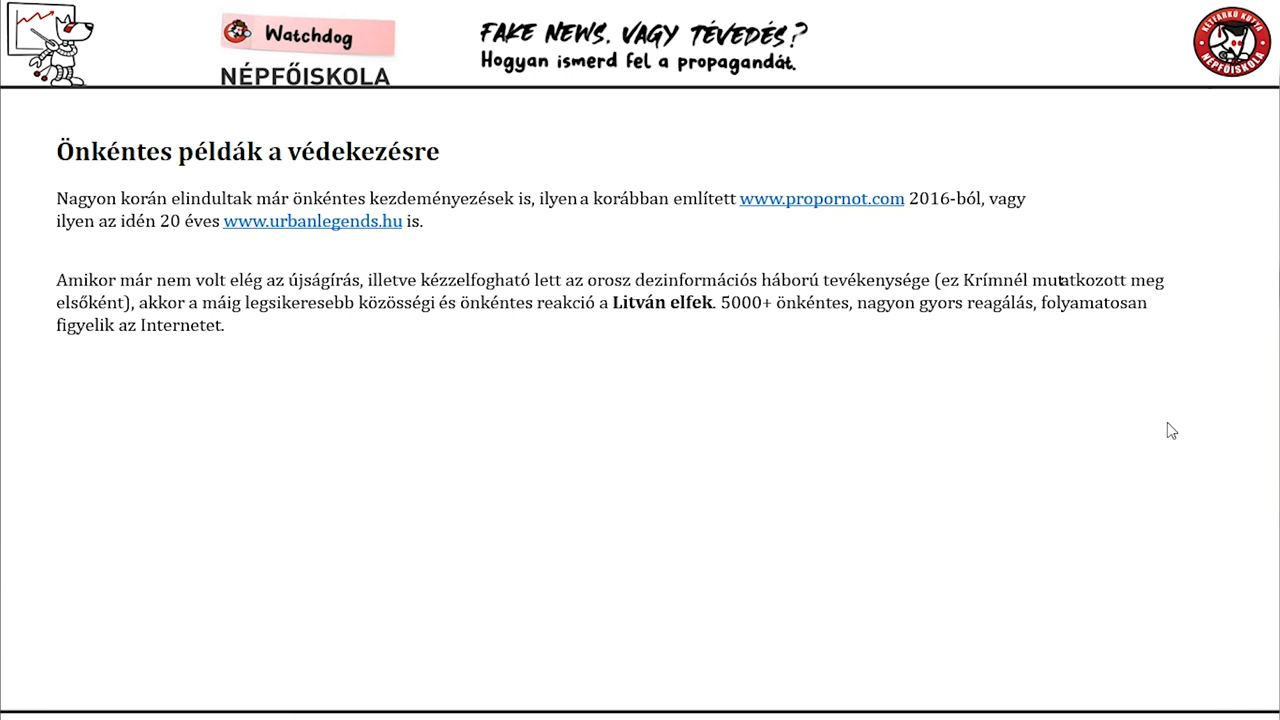 Watchdog
NÉPFŐISKOLA
FAKE NEWS, VAGY TÉVEDÉS?
Hogyan ismerd fel a propagandát.
KÉTFARKÚ KUTYA
NÉPFŐISKOLA
Önkéntes példák a védekezésre
Nagyon korán elindultak már önkéntes kezdeményezések is, ilyen a korábban említett www.propornot.com 2016-ból, vagy
ilyen az idén 20 éves www.urbanlegends.hu is.
Amikor már nem volt elég az újságírás, illetve kézzelfogható lett az orosz dezinformációs háború tevékenysége (ez Krímnél mutatkozott meg
elsőként), akkor a máig legsikeresebb közösségi és önkéntes reakció a Litván elfek. 5000+ önkéntes, nagyon gyors reagálás, folyamatosan
figyelik az Internetet.